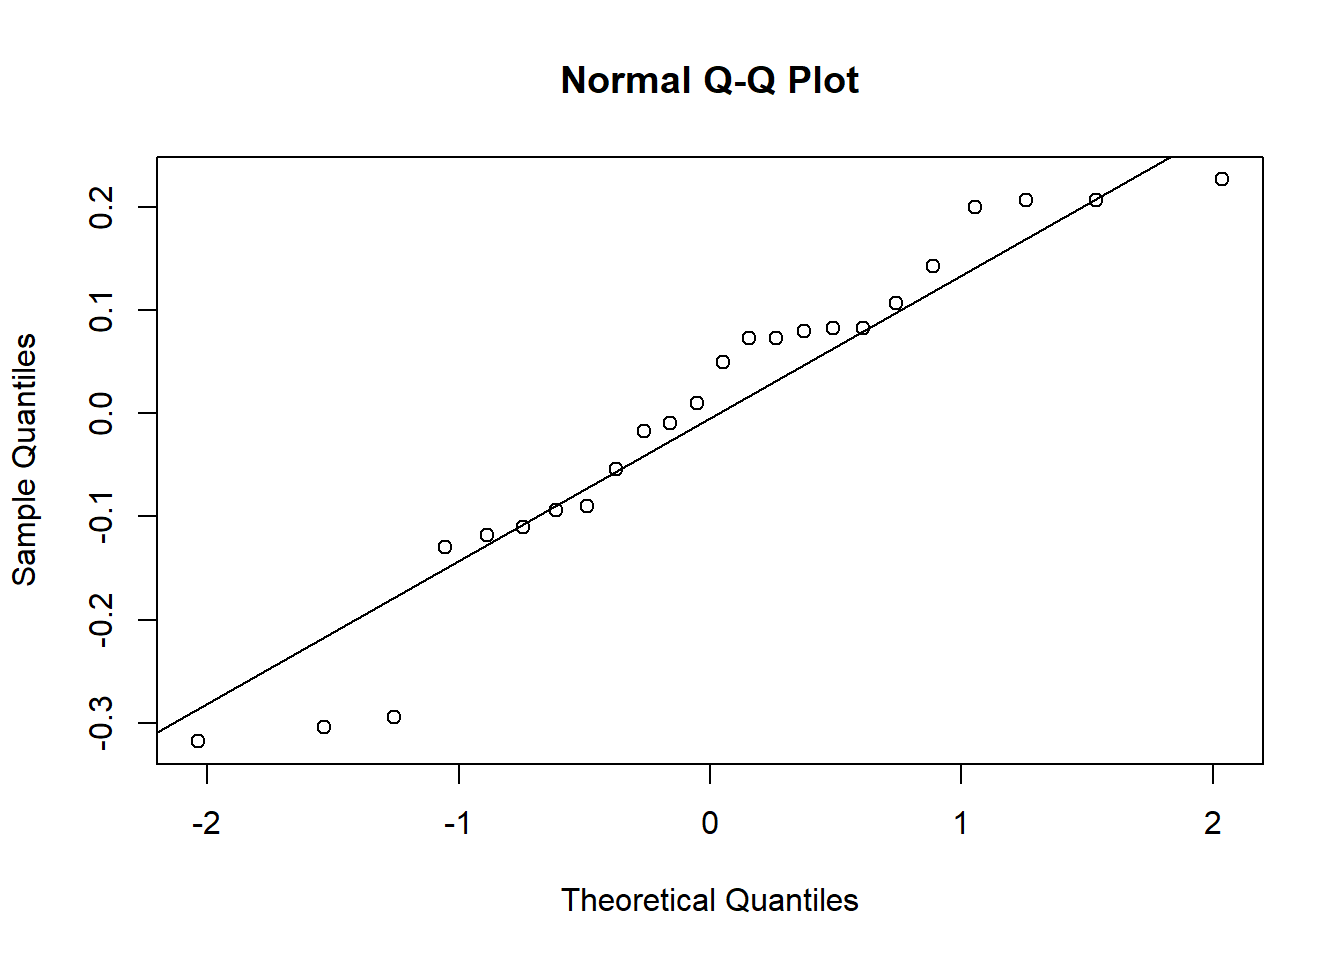 Normal Q-Q Plot
Sample Quantiles
0.2
0.1
0.0
-0.1
-0.2
-0.3
-2 -1 0 1 2
Theoretical Quantiles